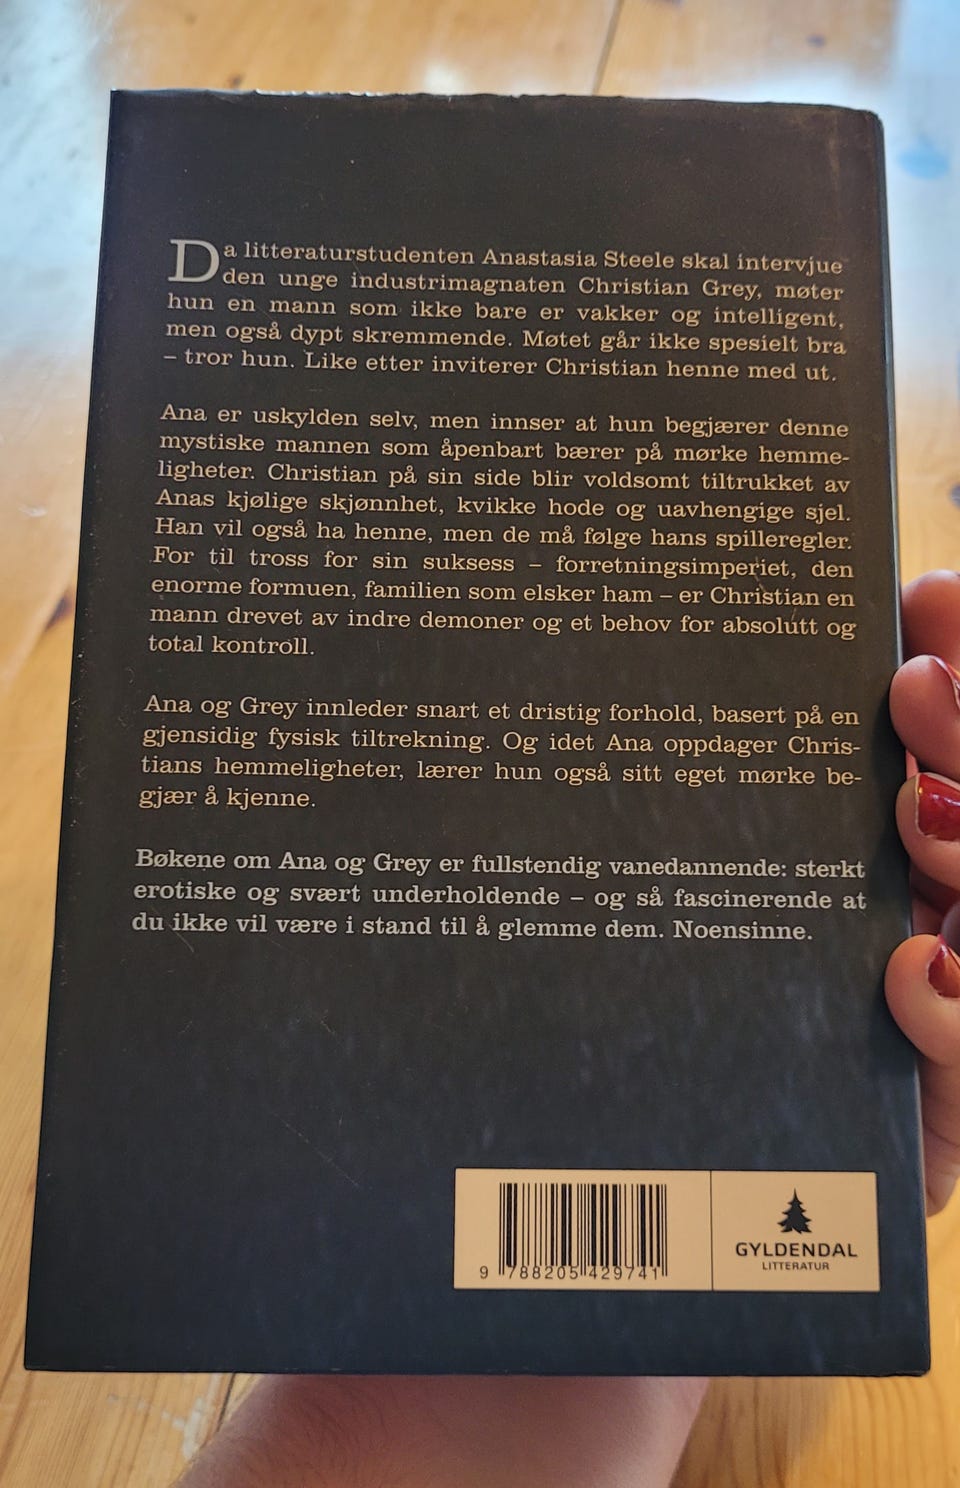 Da litteraturstudenten Anastasia Steele skal intervjue
den unge industrimagnaten Christian Grey, møter
hun en mann som ikke bare er vakker og intelligent,
men også dypt skremmende. Møtet går ikke spesielt bra
– tror hun. Like etter inviterer Christian henne med ut.
Ana er uskylden selv, men innser at hun begjærer denne
mystiske mannen som åpenbart bærer på mørke hemme-
ligheter. Christian på sin side blir voldsomt tiltrukket av
Anas kjølige skjønnhet, kvikke hode og uavhengige sjel.
Han vil også ha henne, men de må følge hans spilleregler.
For til tross for sin suksess – forretningsimperiet, den
enorme formuen, familien som elsker ham – er Christian en
mann drevet av indre demoner og et behov for absolutt og
total kontroll.
Ana og Grey innleder snart et dristig forhold, basert på en
gjensidig fysisk tiltrekning. Og idet Ana oppdager Chris-
tians hemmeligheter, lærer hun også sitt eget mørke be-
gjær å kjenne.
Bøkene om Ana og Grey er fullstendig vanedannende: sterkt
erotiske og svært underholdende – og så fascinerende at
du ikke vil være i stand til å glemme dem. Noensinne.
9 788205 429741
GYLDENDAL
LITTERATUR